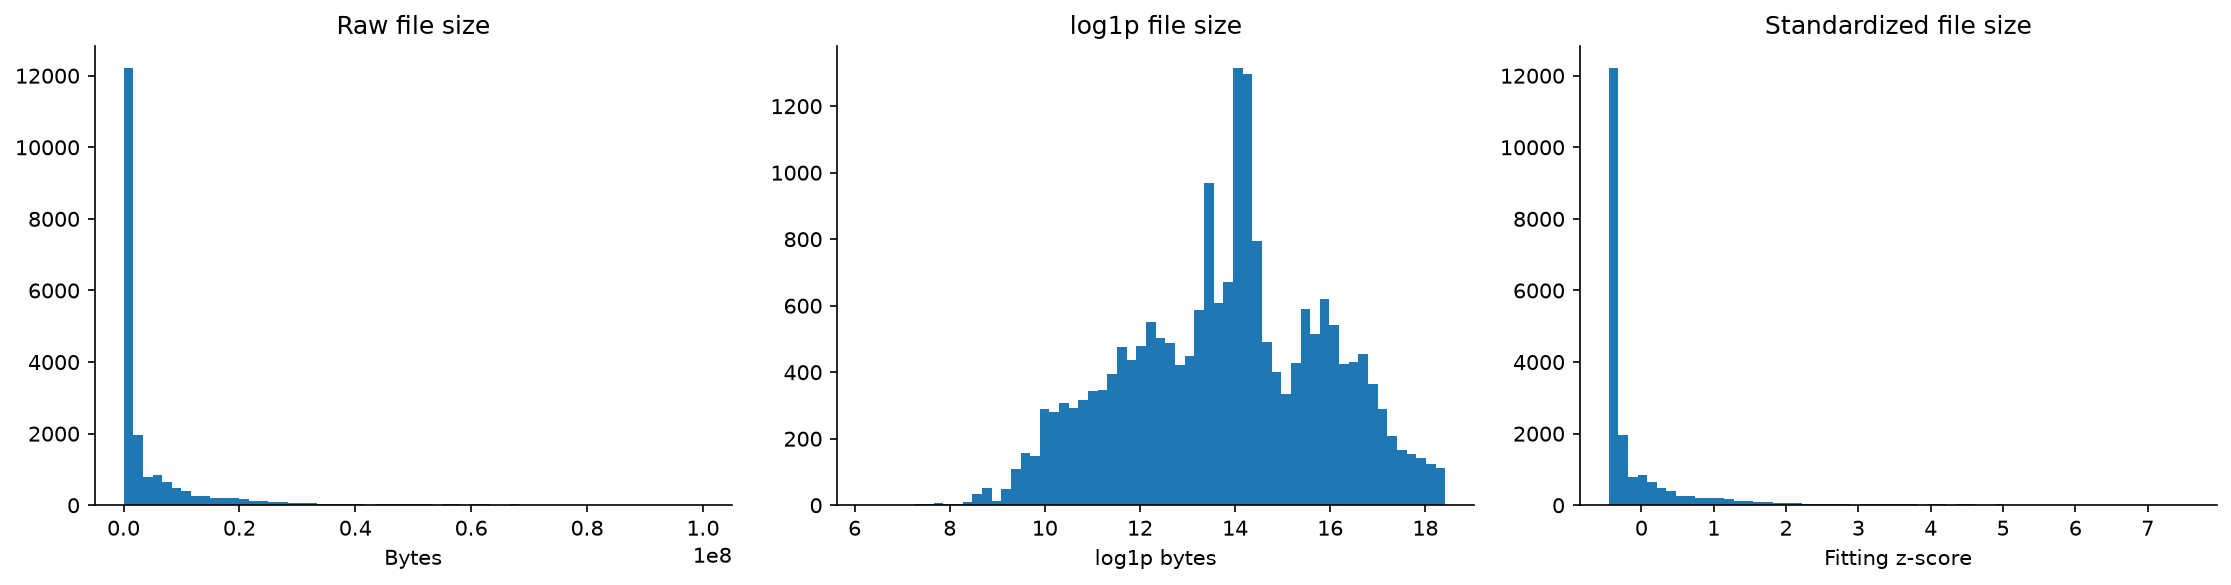 Raw file size
12000
10000
8000
6000
4000
2000
0
0.0 0.2 0.4 0.6 0.8 1.0
1e8
Bytes
log1p file size
1200
1000
800
600
400
200
0
6 8 10 12 14 16 18
log1p bytes
Standardized file size
12000
10000
8000
6000
4000
2000
0
0 1 2 3 4 5 6 7
Fitting z-score